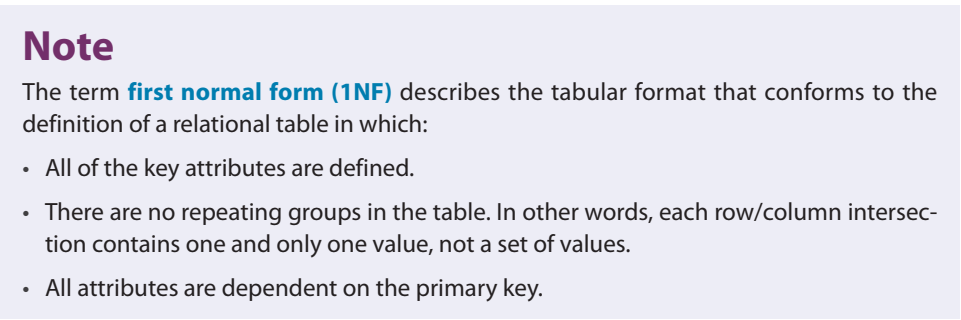 Note
The term first normal form (1NF) describes the tabular format that conforms to the
definition of a relational table in which:
• All of the key attributes are defined.
• There are no repeating groups in the table. In other words, each row/column intersec-
tion contains one and only one value, not a set of values.
• All attributes are dependent on the primary key.